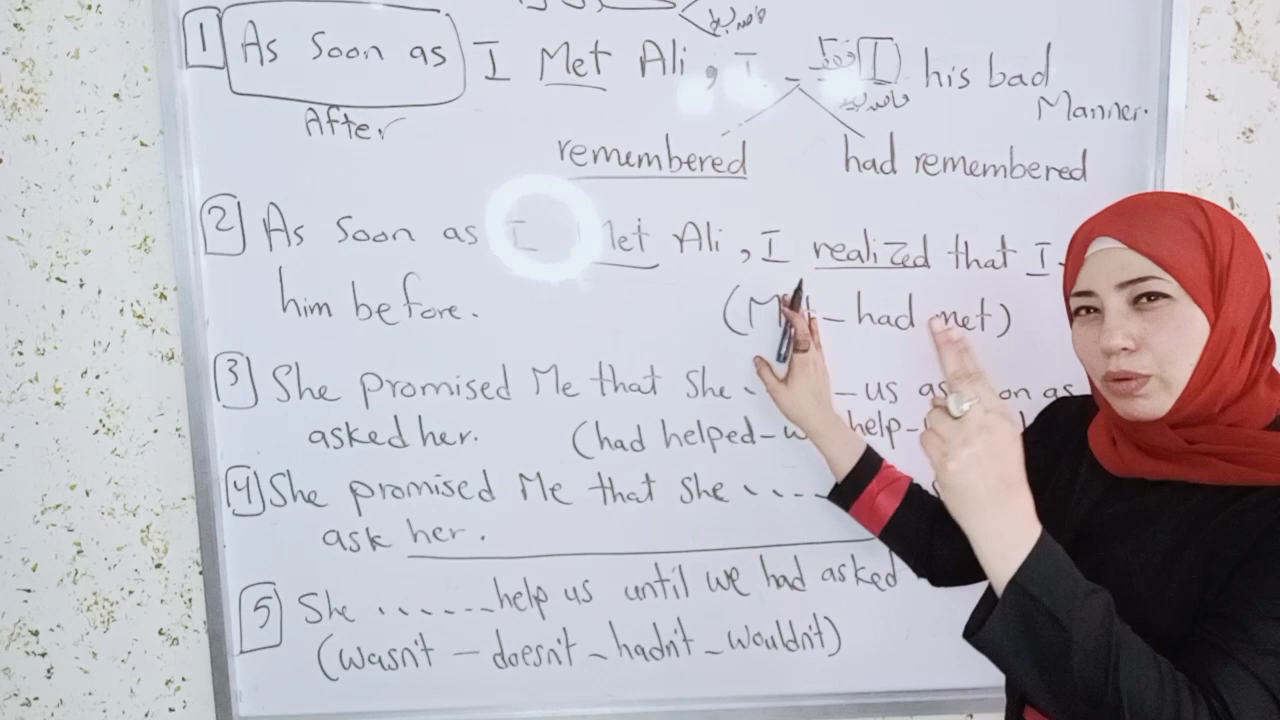 1 As Soon as I Met Ali, I - I his bad
Manner.
After
remembered had remembered
2 As Soon as I Met Ali, I realized that I
him before. (Met - had met)
3 She promised Me that She us as soon as
asked her. (had helped - help -
4 She promised Me that She ....
ask her.
5 She ...... help us until we had asked
(wasn't - doesn't - hadn't - wouldn't)